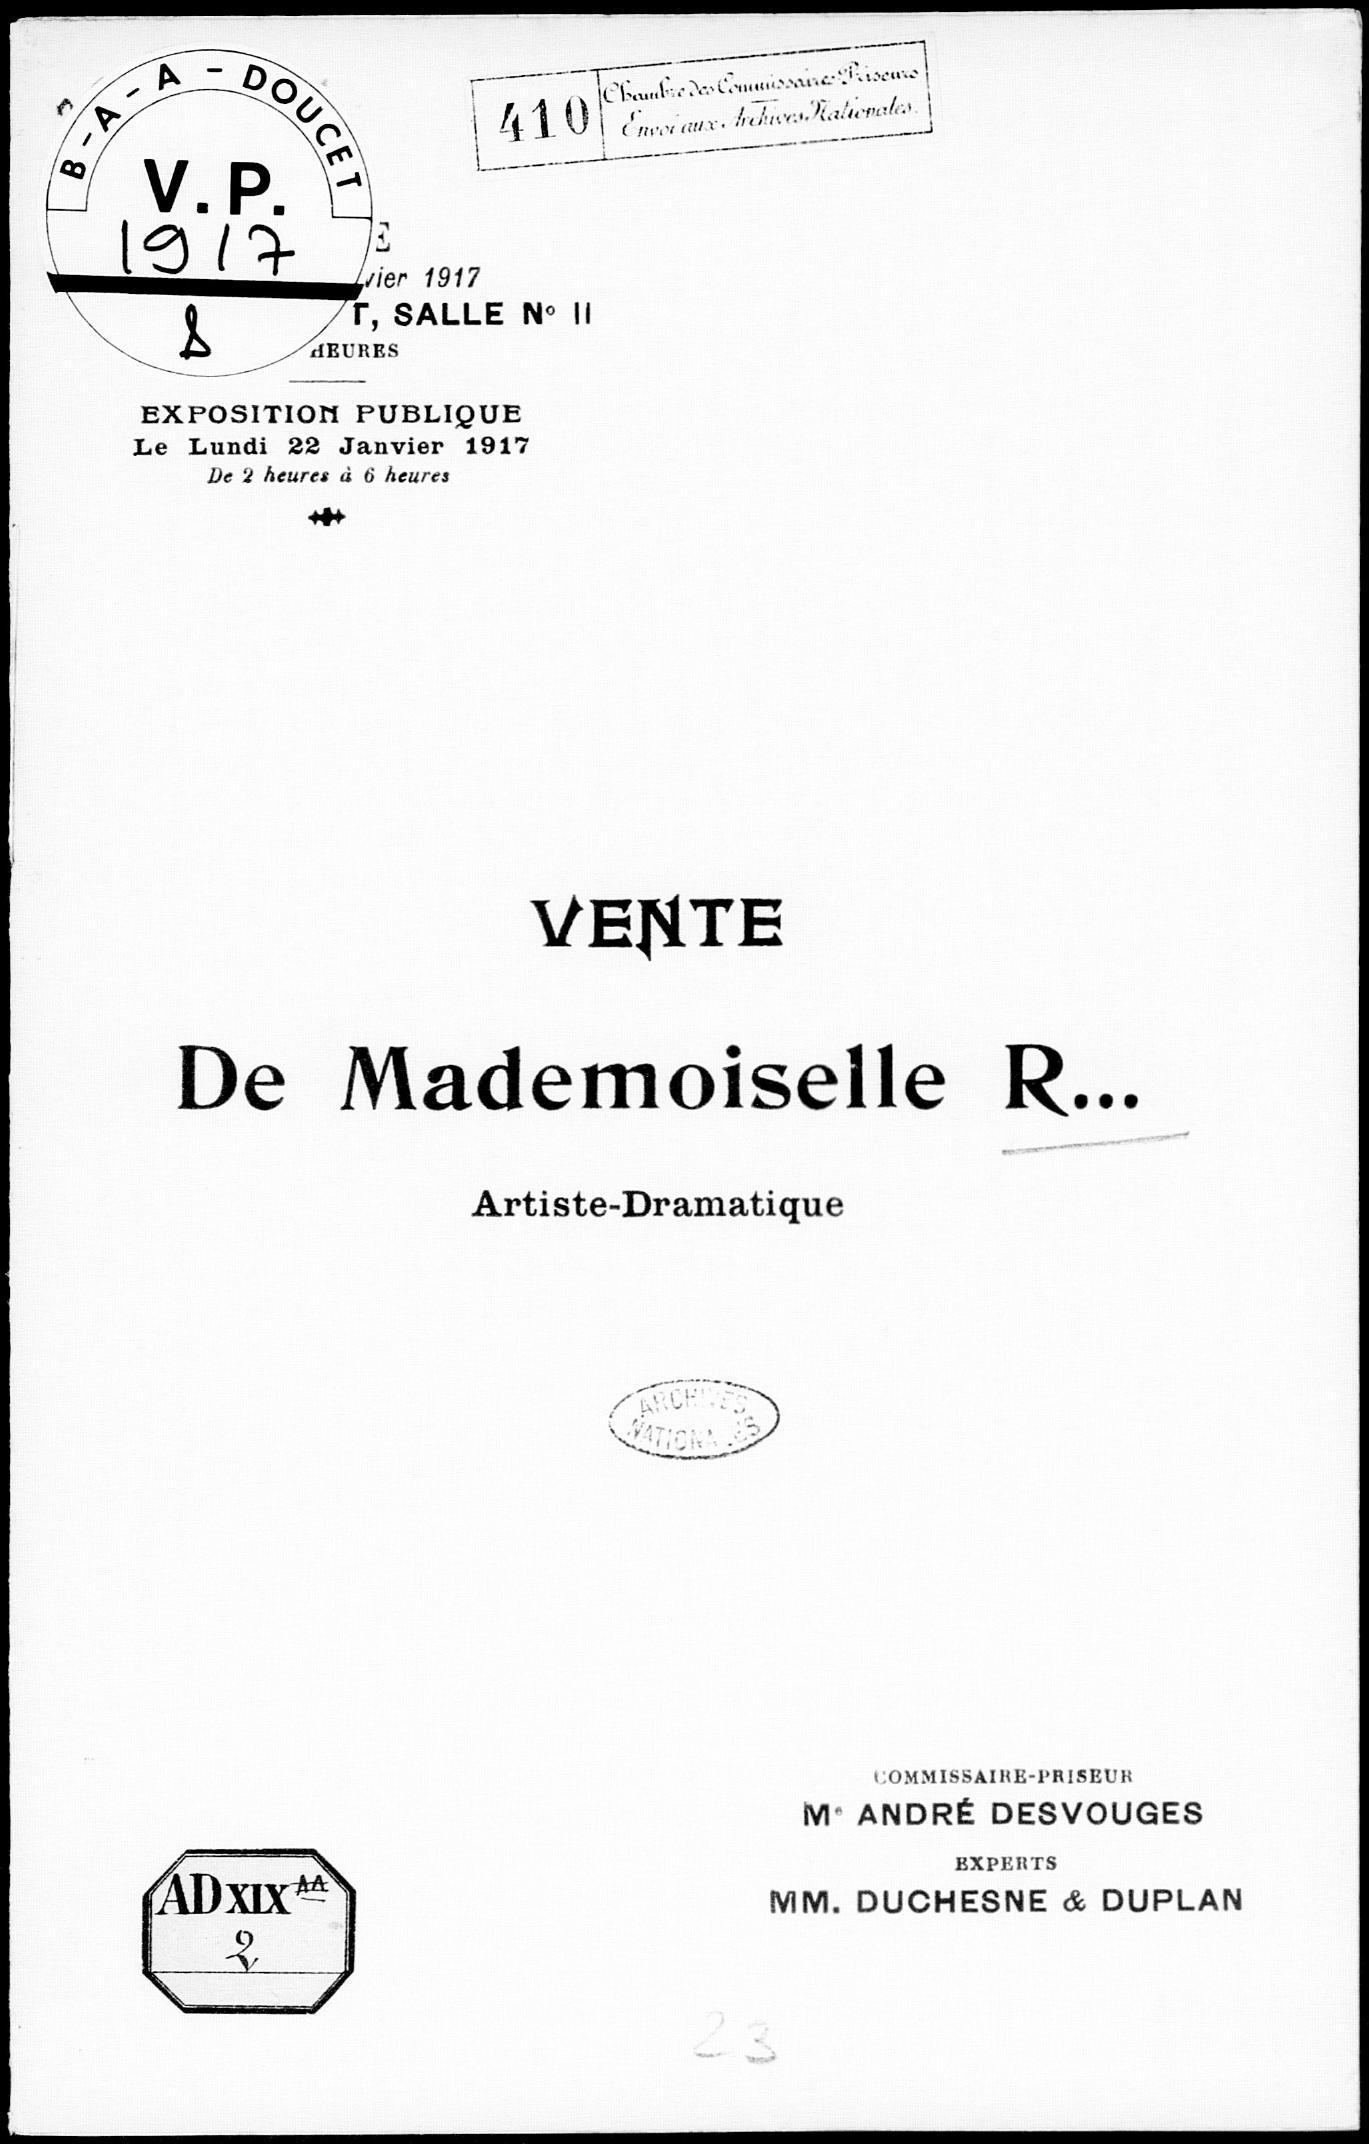 B-A-A-DOUCET
V.P.
1917
8
410
Chambre des Commissaires-Priseurs
Envoi aux Archives Nationales.
E
vier 1917
T, SALLE No II
HEURES
EXPOSITION PUBLIQUE
Le Lundi 22 Janvier 1917
De 2 heures à 6 heures
VENTE
De Mademoiselle R...
Artiste-Dramatique
ARCHIVES
NATIONALES
COMMISSAIRE-PRISEUR
Me ANDRÉ DESVOUGES
EXPERTS
MM. DUCHESNE & DUPLAN
AD XIX AA
2
23